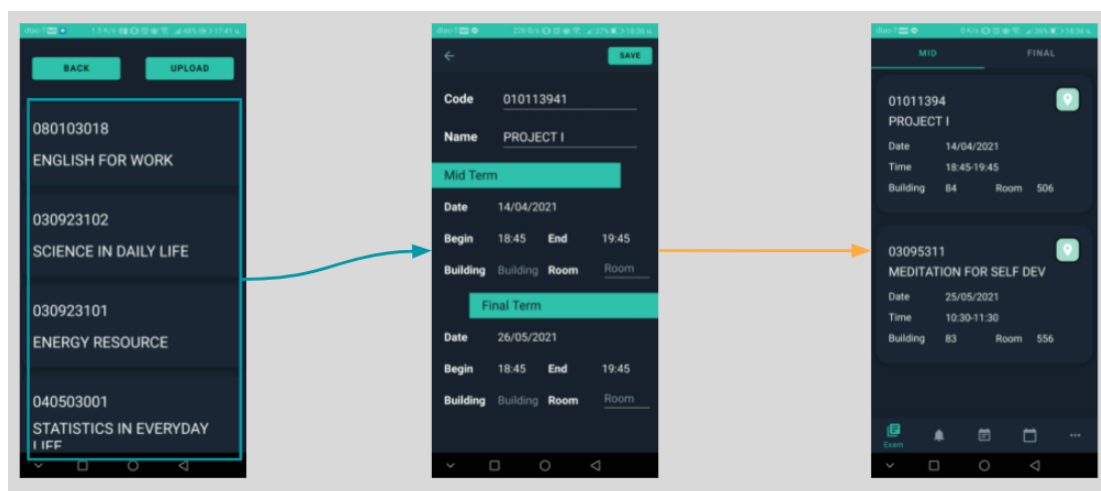 BACK UPLOAD
080103018
ENGLISH FOR WORK
030923102
SCIENCE IN DAILY LIFE
030923101
ENERGY RESOURCE
040503001
STATISTICS IN EVERYDAY
LIFE
SAVE
Code 010113941
Name PROJECT I
Mid Term
Date 14/04/2021
Begin 18:45 End 19:45
Building Building Room Room
Final Term
Date 26/05/2021
Begin 18:45 End 19:45
Building Building Room Room
MID FINAL
01011394
PROJECT I
Date 14/04/2021
Time 18:45-19:45
Building 84 Room 506
03095311
MEDITATION FOR SELF DEV
Date 25/05/2021
Time 10:30-11:30
Building 83 Room 556
Exam